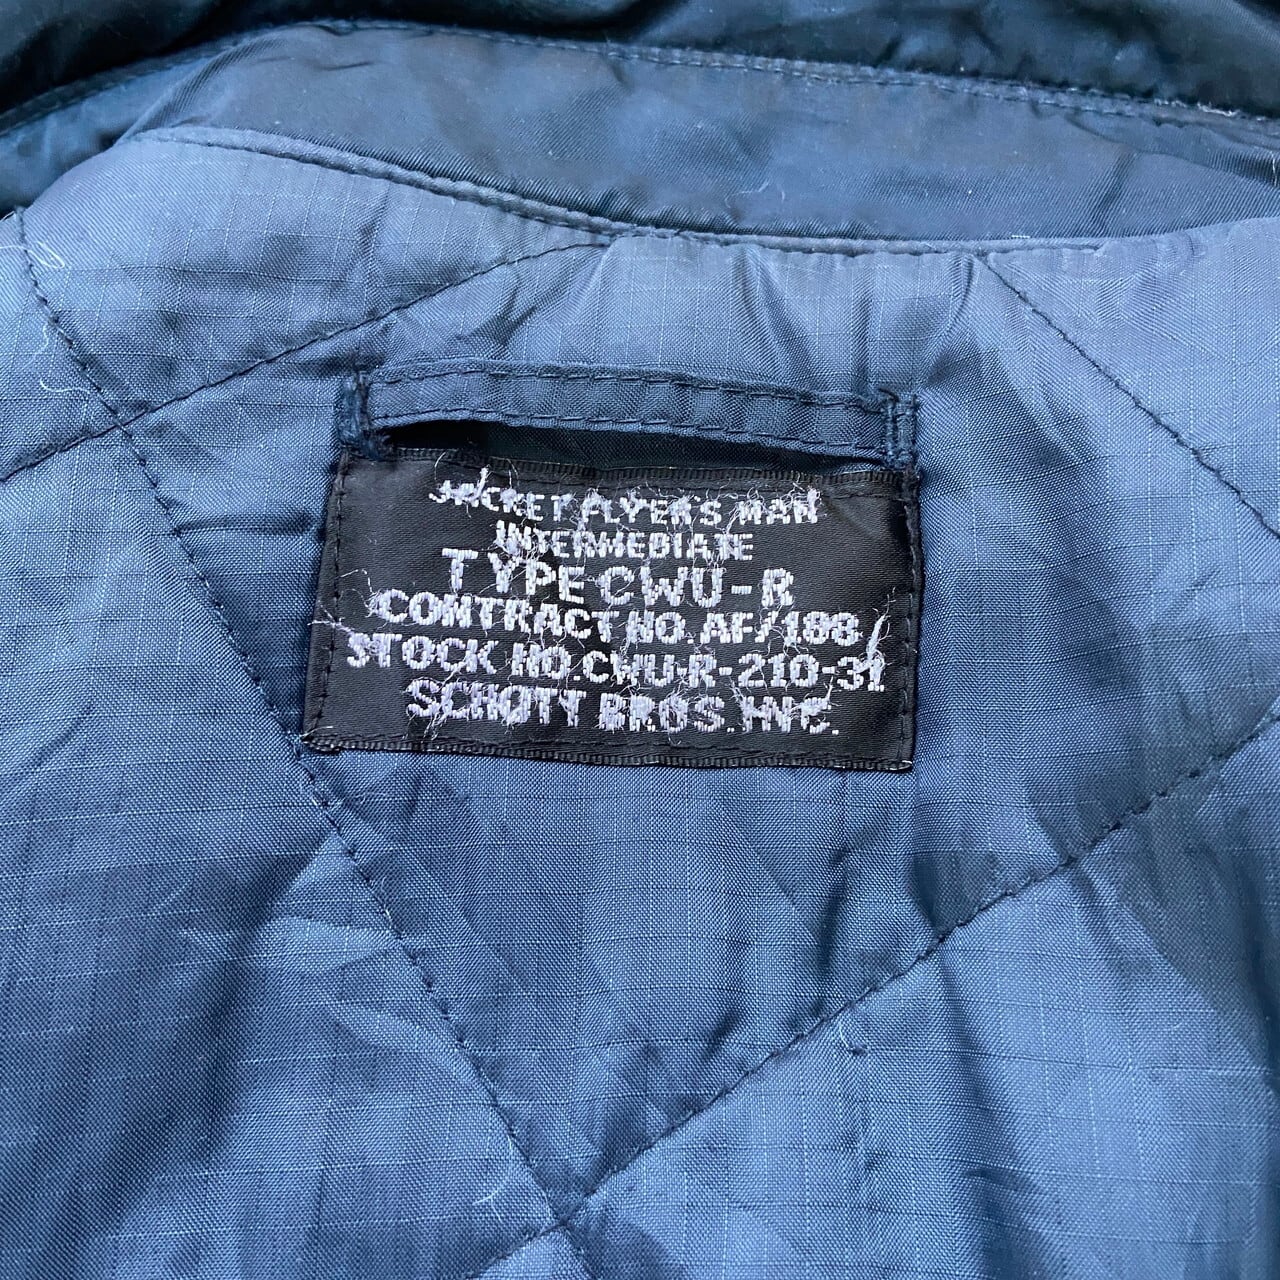 JACKET FLYER'S MAN
INTERMEDIATE
TYPE CWU-R
CONTRACT NO. AF/188
STOCK NO. CWU-R-210-31
SCHOTT BROS. INC.